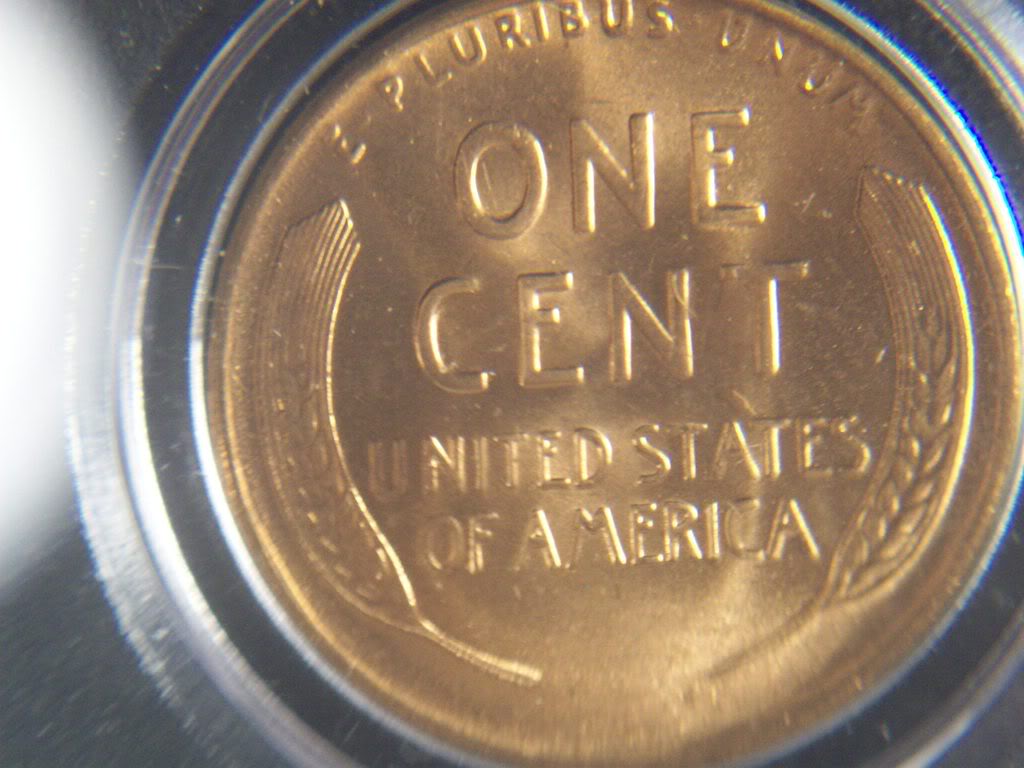 E PLURIBUS UNUM
ONE
CENT
UNITED STATES
OF AMERICA